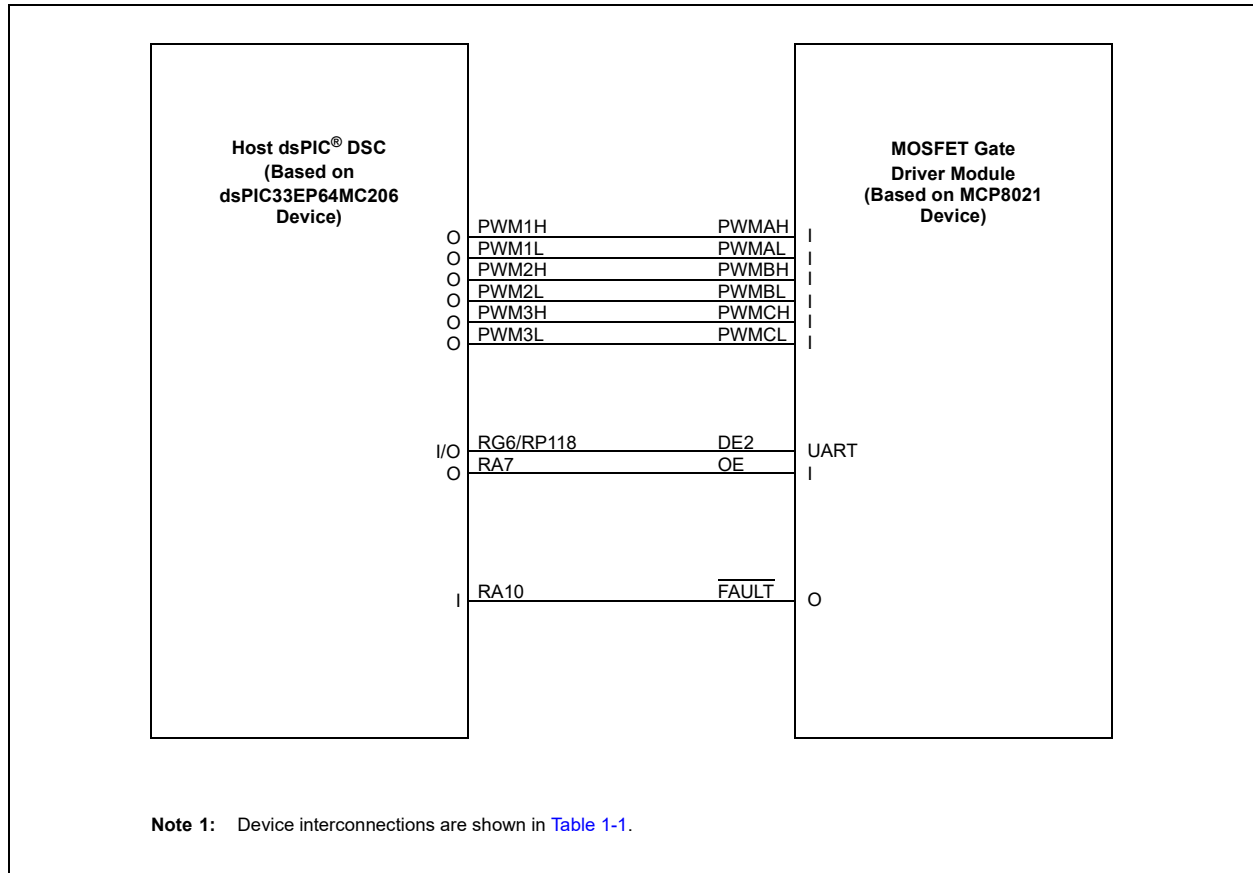 Host dsPIC® DSC
(Based on
dsPIC33EP64MC206
Device)
MOSFET Gate
Driver Module
(Based on MCP8021
Device)
O PWM1H PWMAH I
O PWM1L PWMAL I
O PWM2H PWMBH I
O PWM2L PWMBL I
O PWM3H PWMCH I
O PWM3L PWMCL I
I/O RG6/RP118 DE2 UART
O RA7 OE I
I RA10 F̅A̅U̅L̅T̅ O
Note 1: Device interconnections are shown in Table 1-1.